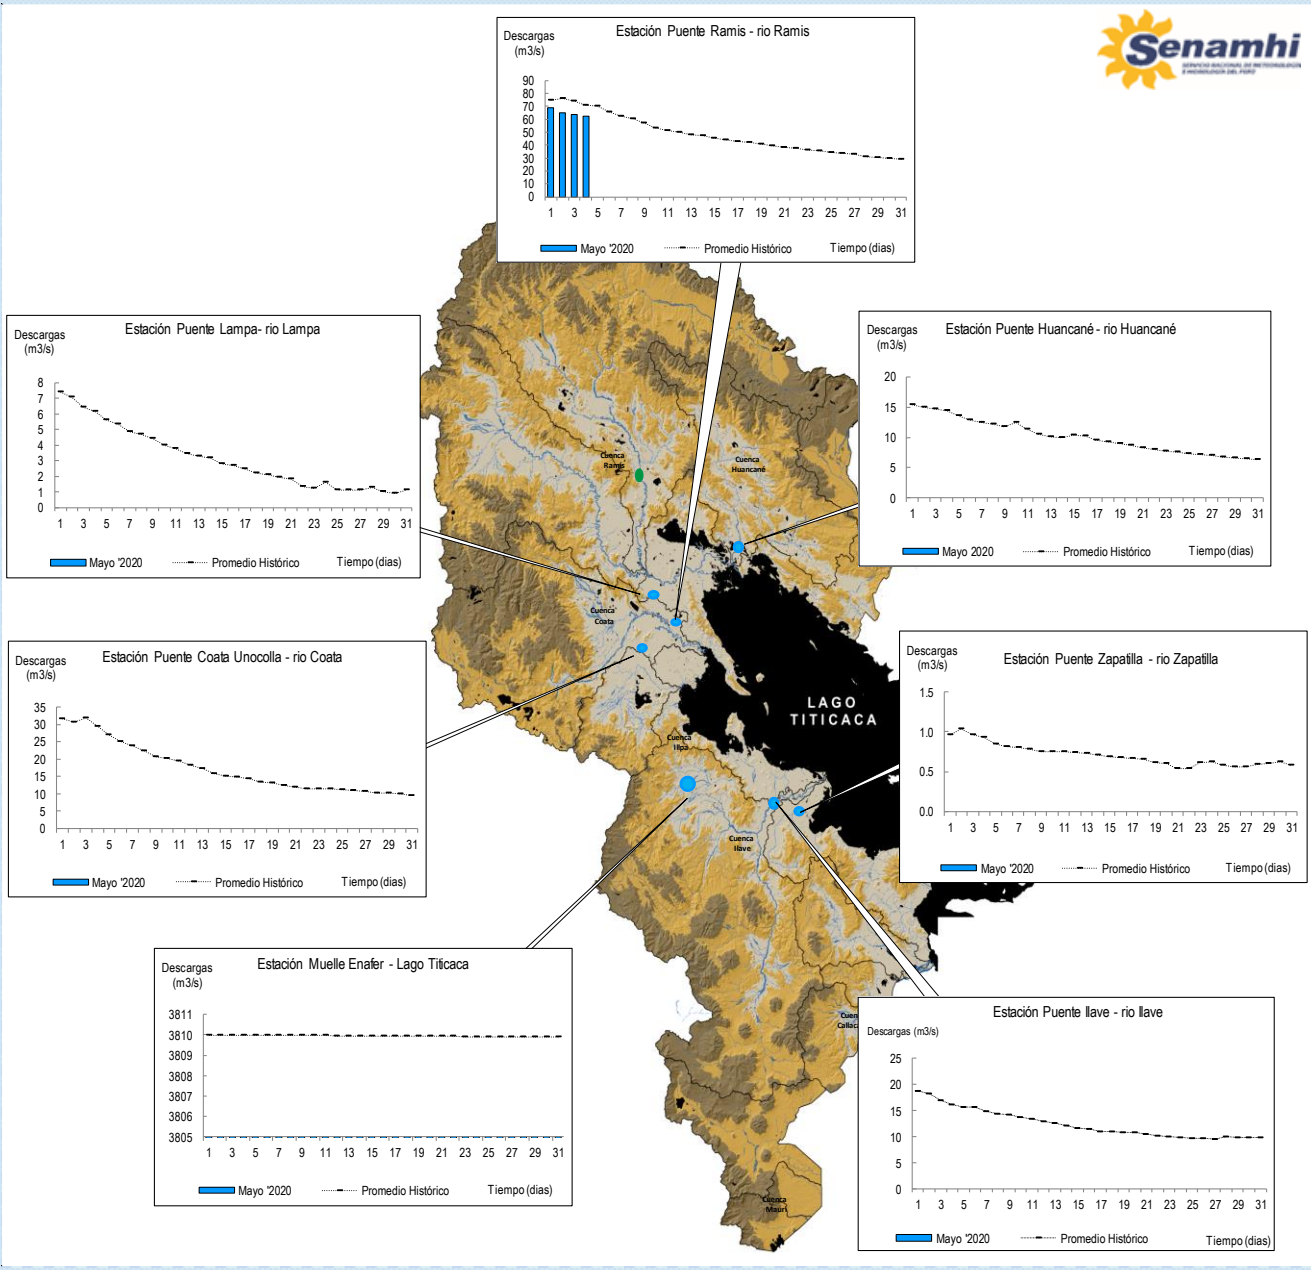 Senamhi
SERVICIO NACIONAL DE METEOROLOGÍA
E HIDROLOGÍA DEL PERÚ
Estación Puente Ramis - rio Ramis
Descargas
(m3/s)
90
80
70
60
50
40
30
20
10
0
1 3 5 7 9 11 13 15 17 19 21 23 25 27 29 31
Mayo '2020 Promedio Histórico Tiempo (dias)
Estación Puente Lampa- rio Lampa
Descargas
(m3/s)
8
7
6
5
4
3
2
1
0
1 3 5 7 9 11 13 15 17 19 21 23 25 27 29 31
Mayo '2020 Promedio Histórico Tiempo (dias)
Estación Puente Huancané - rio Huancané
Descargas
(m3/s)
20
15
10
5
0
1 3 5 7 9 11 13 15 17 19 21 23 25 27 29 31
Mayo 2020 Promedio Histórico Tiempo (dias)
Cuenca
Ramis
Cuenca
Huancané
Cuenca
Coata
Estación Puente Coata Unocolla - rio Coata
Descargas
(m3/s)
35
30
25
20
15
10
5
0
1 3 5 7 9 11 13 15 17 19 21 23 25 27 29 31
Mayo '2020 Promedio Histórico Tiempo (dias)
LAGO
TITICACA
Estación Puente Zapatilla - rio Zapatilla
Descargas
(m3/s)
1.5
1.0
0.5
0.0
1 3 5 7 9 11 13 15 17 19 21 23 25 27 29 31
Mayo '2020 Promedio Histórico Tiempo (dias)
Cuenca
Illpa
Cuenca
Ilave
Estación Muelle Enafer - Lago Titicaca
Descargas
(m3/s)
3811
3810
3809
3808
3807
3806
3805
1 3 5 7 9 11 13 15 17 19 21 23 25 27 29 31
Mayo '2020 Promedio Histórico Tiempo (dias)
Estación Puente Ilave - rio Ilave
Descargas (m3/s)
25
20
15
10
5
0
1 3 5 7 9 11 13 15 17 19 21 23 25 27 29 31
Mayo '2020 Promedio Histórico Tiempo (dias)
Cuenca
Mauri